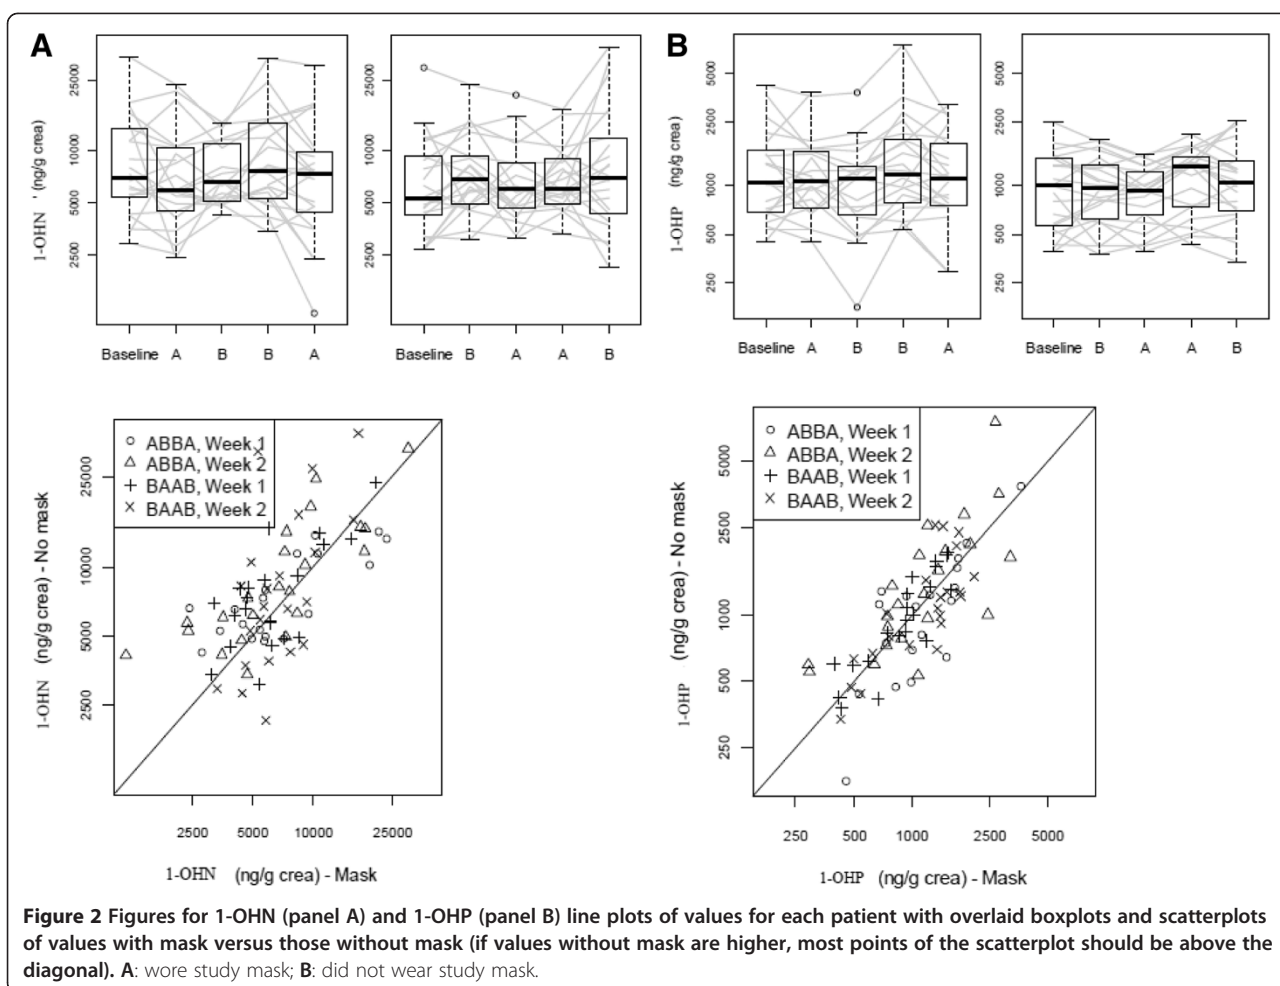 A
B
1-OHN ' (ng/g crea)
25000
10000
5000
2500
Baseline A B B A
25000
10000
5000
2500
Baseline B A A B
1-OHP (ng/g crea)
5000
2500
1000
500
250
Baseline A B B A
5000
2500
1000
500
250
Baseline B A A B
ABBA, Week 1
ABBA, Week 2
BAAB, Week 1
BAAB, Week 2
1-OHN (ng/g crea) - No mask
25000
10000
5000
2500
2500 5000 10000 25000
1-OHN (ng/g crea) - Mask
ABBA, Week 1
ABBA, Week 2
BAAB, Week 1
BAAB, Week 2
1-OHP (ng/g crea) - No mask
5000
2500
1000
500
250
250 500 1000 2500 5000
1-OHP (ng/g crea) - Mask
Figure 2 Figures for 1-OHN (panel A) and 1-OHP (panel B) line plots of values for each patient with overlaid boxplots and scatterplots
of values with mask versus those without mask (if values without mask are higher, most points of the scatterplot should be above the
diagonal). A: wore study mask; B: did not wear study mask.